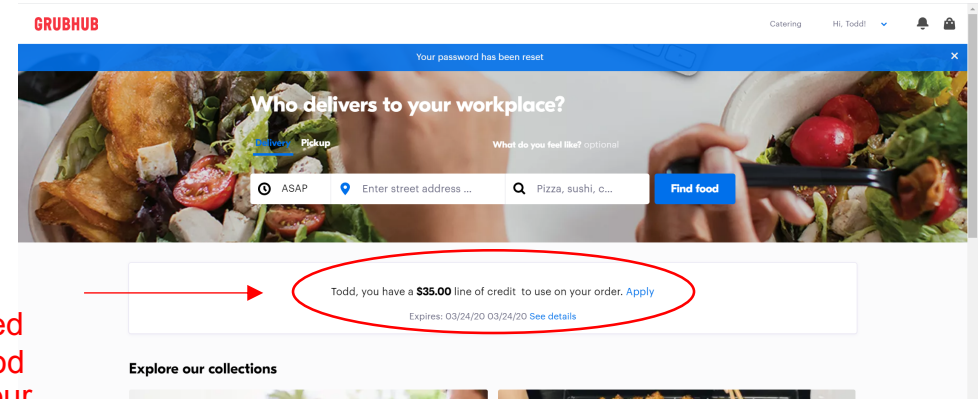 GRUBHUB
Catering Hi, Todd!
Your password has been reset
Who delivers to your workplace?
Delivery Pickup What do you feel like? optional
ASAP Enter street address ... Pizza, sushi, c... Find food
Todd, you have a $35.00 line of credit to use on your order. Apply
Expires: 03/24/20 03/24/20 See details
Explore our collections